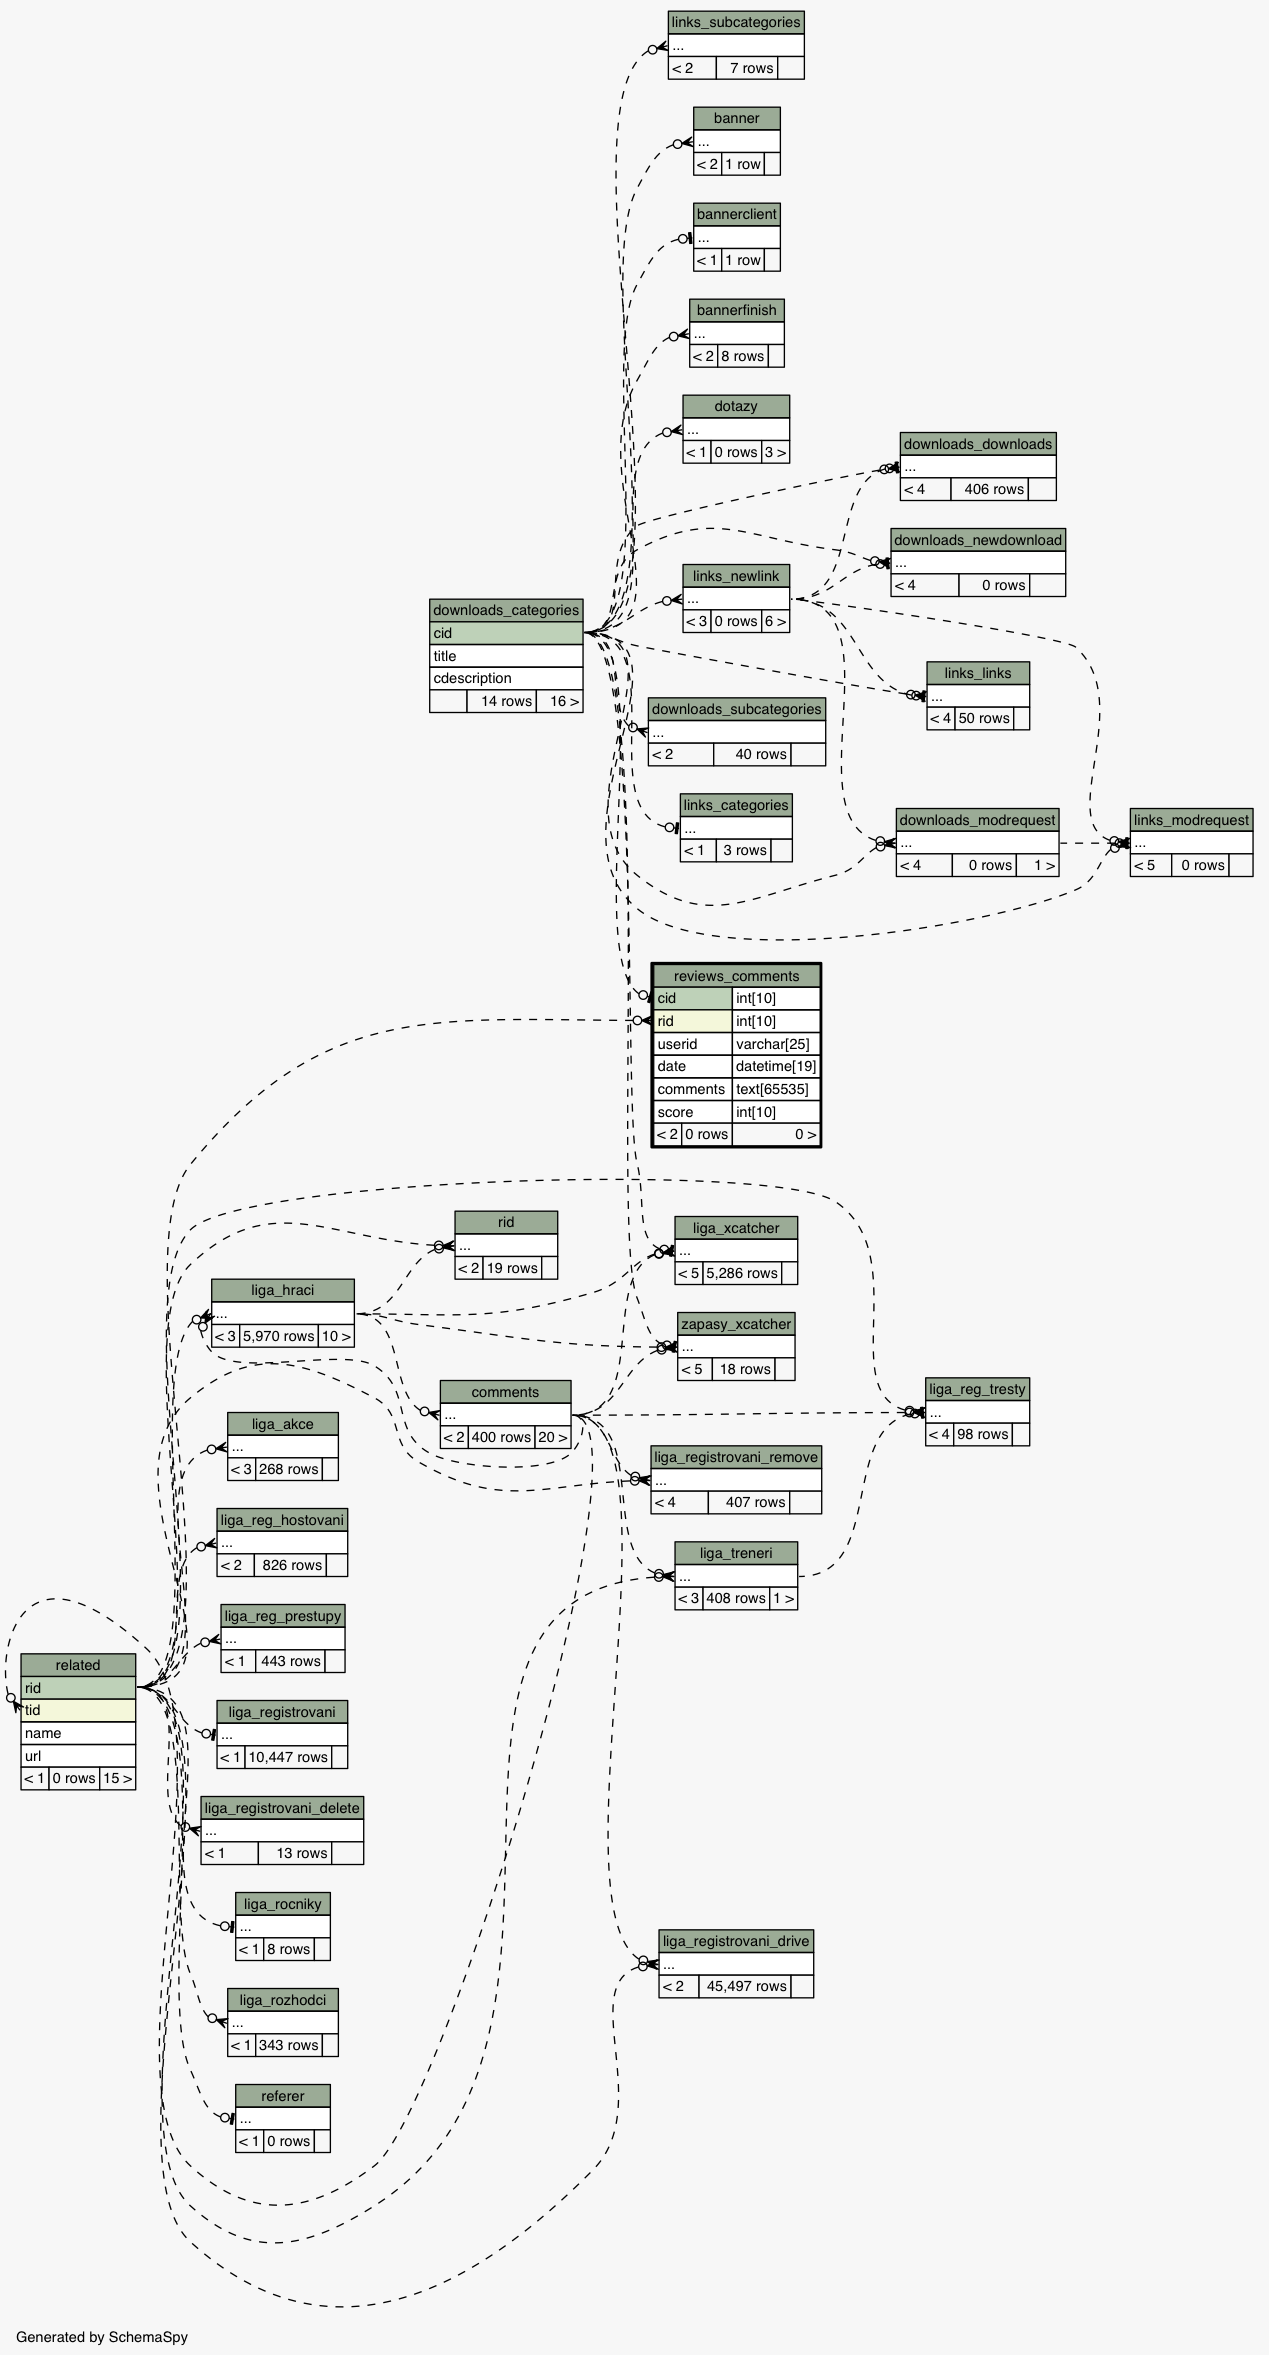 links_subcategories
...
< 2 7 rows
banner
...
< 2 1 row
bannerclient
...
< 1 1 row
bannerfinish
...
< 2 8 rows
dotazy
...
< 1 0 rows 3 >
downloads_downloads
...
< 4 406 rows
downloads_newdownload
...
< 4 0 rows
links_newlink
...
< 3 0 rows 6 >
downloads_categories
cid
title
cdescription
14 rows 16 >
links_links
...
< 4 50 rows
downloads_subcategories
...
< 2 40 rows
links_categories
...
< 1 3 rows
downloads_modrequest
...
< 4 0 rows 1 >
links_modrequest
...
< 5 0 rows
reviews_comments
cid int[10]
rid int[10]
userid varchar[25]
date datetime[19]
comments text[65535]
score int[10]
< 2 0 rows 0 >
rid
...
< 2 19 rows
liga_xcatcher
...
< 5 5,286 rows
liga_hraci
...
< 3 5,970 rows 10 >
zapasy_xcatcher
...
< 5 18 rows
comments
...
< 2 400 rows 20 >
liga_reg_tresty
...
< 4 98 rows
liga_akce
...
< 3 268 rows
liga_registrovani_remove
...
< 4 407 rows
liga_reg_hostovani
...
< 2 826 rows
liga_treneri
...
< 3 408 rows 1 >
liga_reg_prestupy
...
< 1 443 rows
related
rid
tid
name
url
< 1 0 rows 15 >
liga_registrovani
...
< 1 10,447 rows
liga_registrovani_delete
...
< 1 13 rows
liga_rocniky
...
< 1 8 rows
liga_registrovani_drive
...
< 2 45,497 rows
liga_rozhodci
...
< 1 343 rows
referer
...
< 1 0 rows
Generated by SchemaSpy